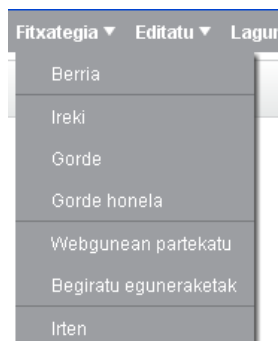 Fitxategia ▼ Editatu ▼
Berria
Ireki
Gorde
Gorde honela
Webgunean partekatu
Begiratu eguneraketak
Irten